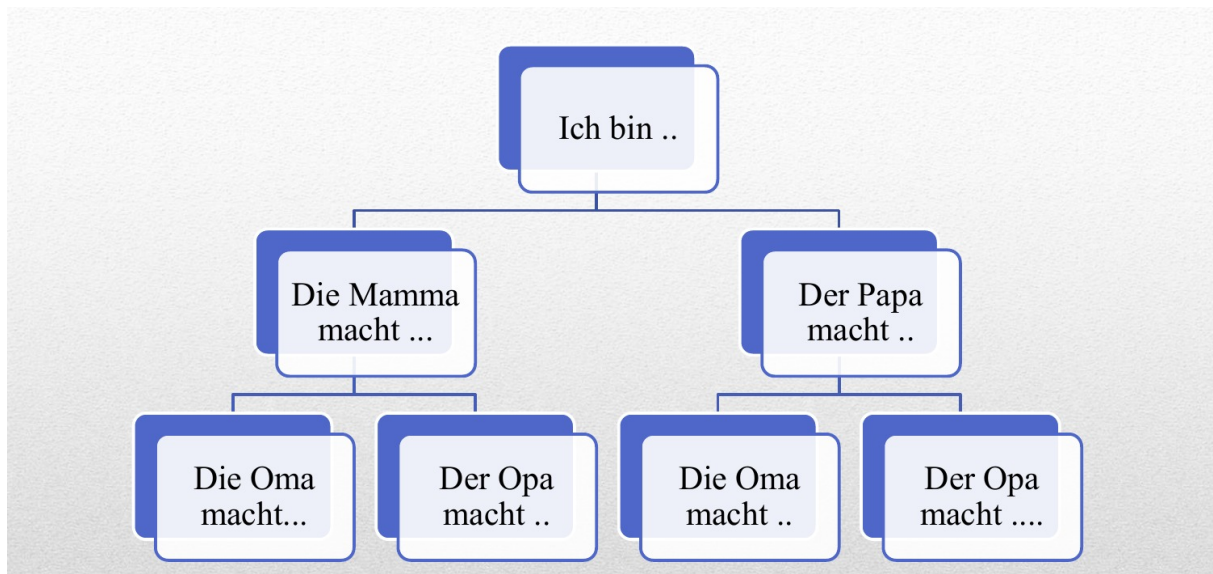 Ich bin ..
Die Mamma
macht ...
Der Papa
macht ..
Die Oma
macht...
Der Opa
macht ..
Die Oma
macht ..
Der Opa
macht ....